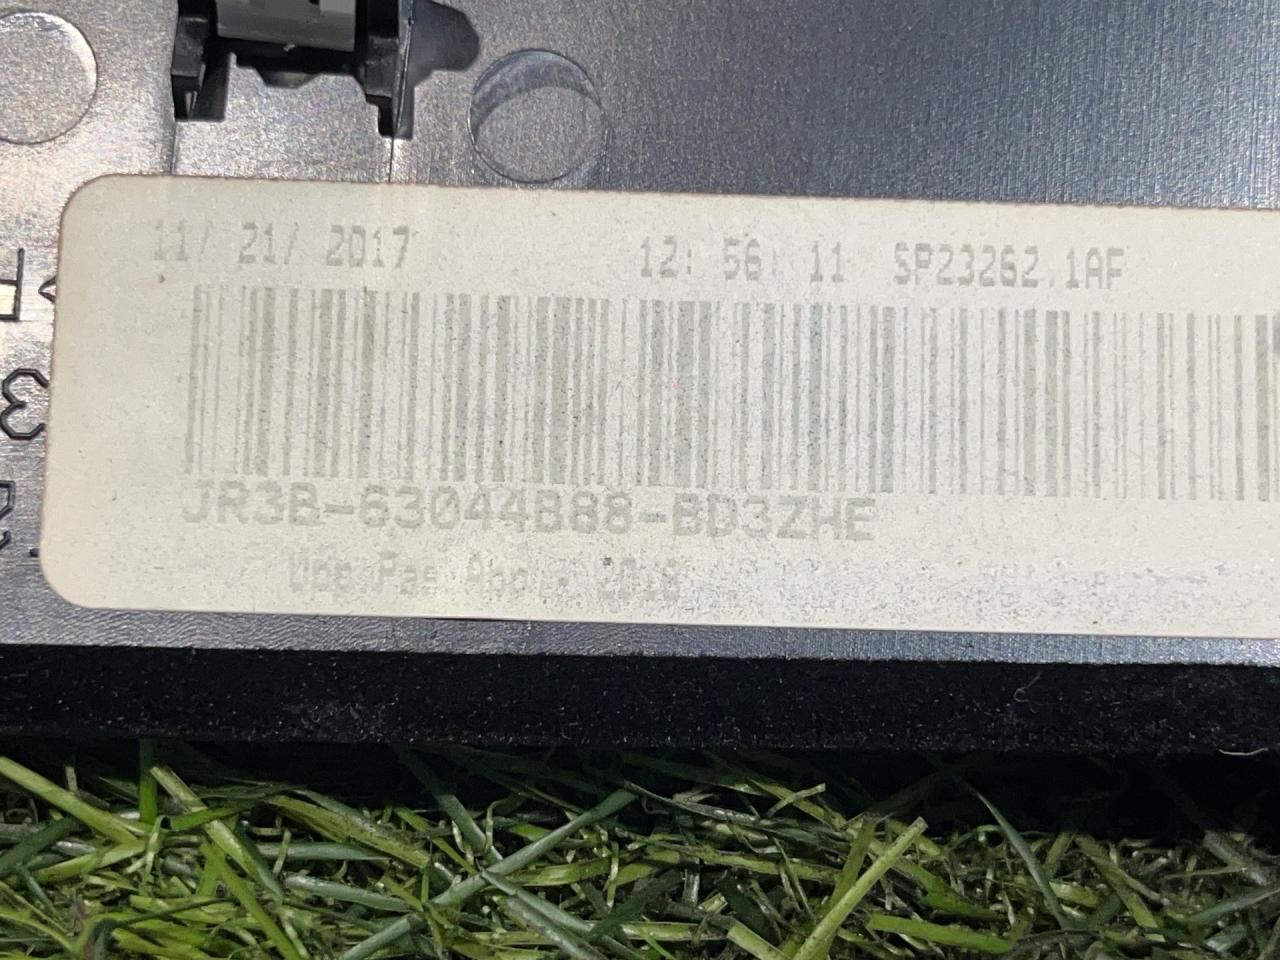 11/ 21/ 2017 12: 56: 11 SP23262.1AF
JR3B-63044B88-BD3ZHE